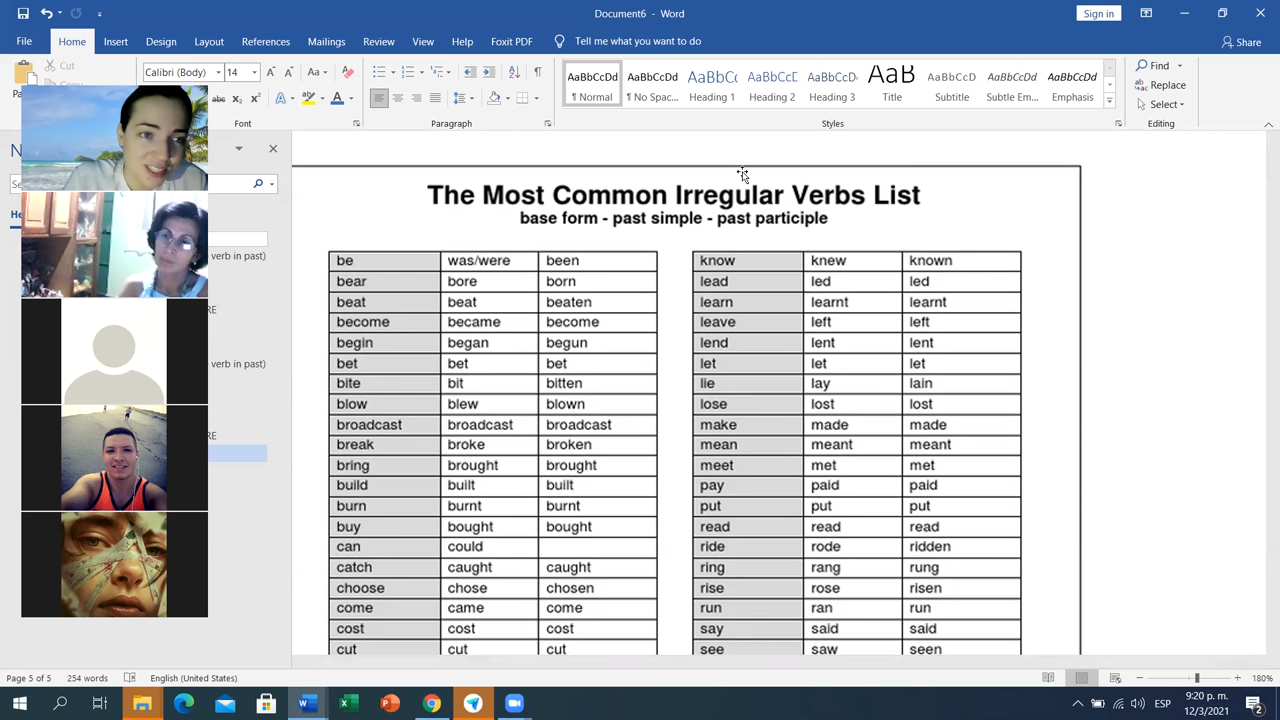 Document6 - Word
Sign in
File Home Insert Design Layout References Mailings Review View Help Foxit PDF Tell me what you want to do Share
Cut
Calibri (Body) 14 Aa
AaBbCcDd AaBbCcDd AaBbCc AaBbCcD AaBbCcD AaB AaBbCcD AaBbCcDd AaBbCcDd
¶ Normal ¶ No Spac... Heading 1 Heading 2 Heading 3 Title Subtitle Subtle Em... Emphasis
Find
Replace
Select
Font Paragraph Styles Editing
verb in past)
RE
verb in past)
RE
The Most Common Irregular Verbs List
base form - past simple - past participle
be was/were been know knew known
bear bore born lead led led
beat beat beaten learn learnt learnt
become became become leave left left
begin began begun lend lent lent
bet bet bet let let let
bite bit bitten lie lay lain
blow blew blown lose lost lost
broadcast broadcast broadcast make made made
break broke broken mean meant meant
bring brought brought meet met met
build built built pay paid paid
burn burnt burnt put put put
buy bought bought read read read
can could ride rode ridden
catch caught caught ring rang rung
choose chose chosen rise rose risen
come came come run ran run
cost cost cost say said said
cut cut cut see saw seen
Page 5 of 5 254 words English (United States) 180%
ESP
9:20 p. m.
12/3/2021
2